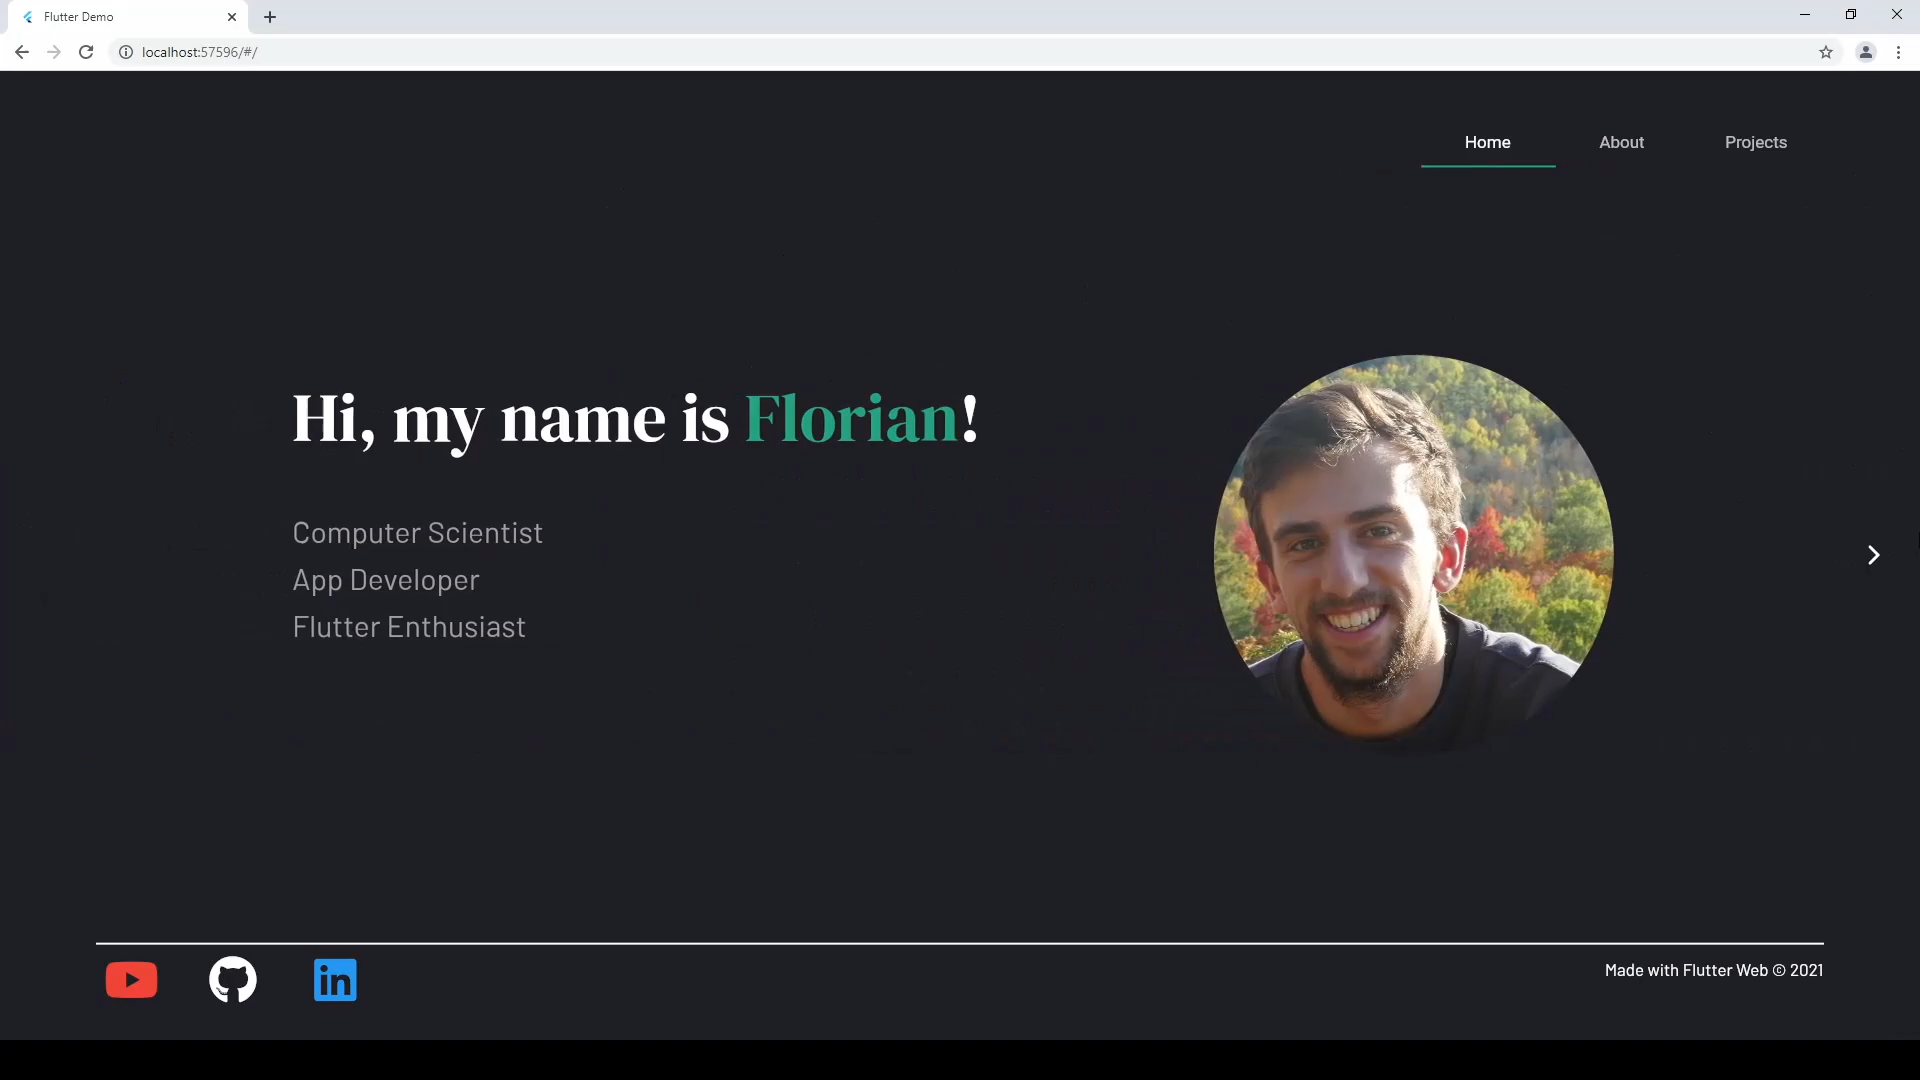 Flutter Demo
localhost:57596/#/
Home
About
Projects
Hi, my name is Florian!
Computer Scientist
App Developer
Flutter Enthusiast
in
Made with Flutter Web © 2021